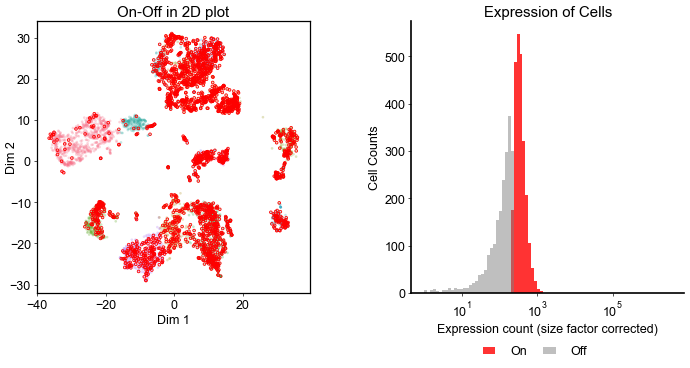 On-Off in 2D plot
30
20
10
0
−10
−20
−30
Dim 2
−40
−20
0
20
Dim 1
Expression of Cells
500
400
300
200
100
0
Cell Counts
10^1
10^3
10^5
Expression count (size factor corrected)
On Off